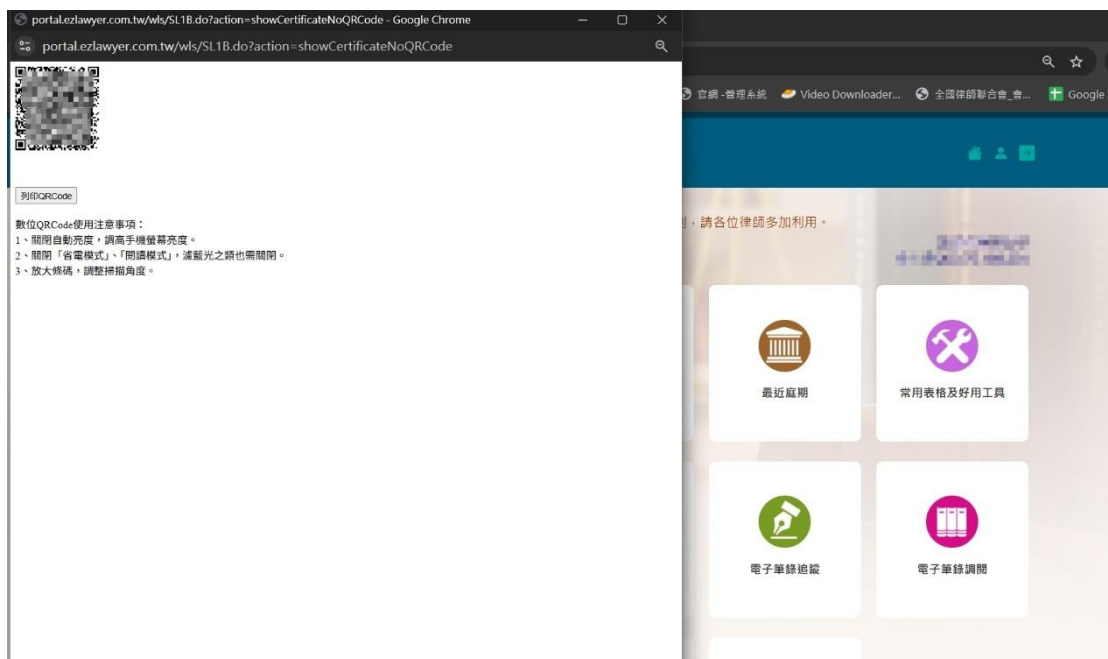 portal.ezlawyer.com.tw/wls/SL1B.do?action=showCertificateNoQRCode - Google Chrome
portal.ezlawyer.com.tw/wls/SL1B.do?action=showCertificateNoQRCode
列印QRCode
數位QRCode使用注意事項：
1、關閉自動亮度，調高手機螢幕亮度。
2、關閉「省電模式」、「閱讀模式」，濾藍光之類也需關閉。
3、放大條碼，調整掃描角度。
官網 -管理系統
Video Downloader...
全國律師聯合會_會...
Google
，請各位律師多加利用。
最近庭期
常用表格及好用工具
電子筆錄追蹤
電子筆錄調閱